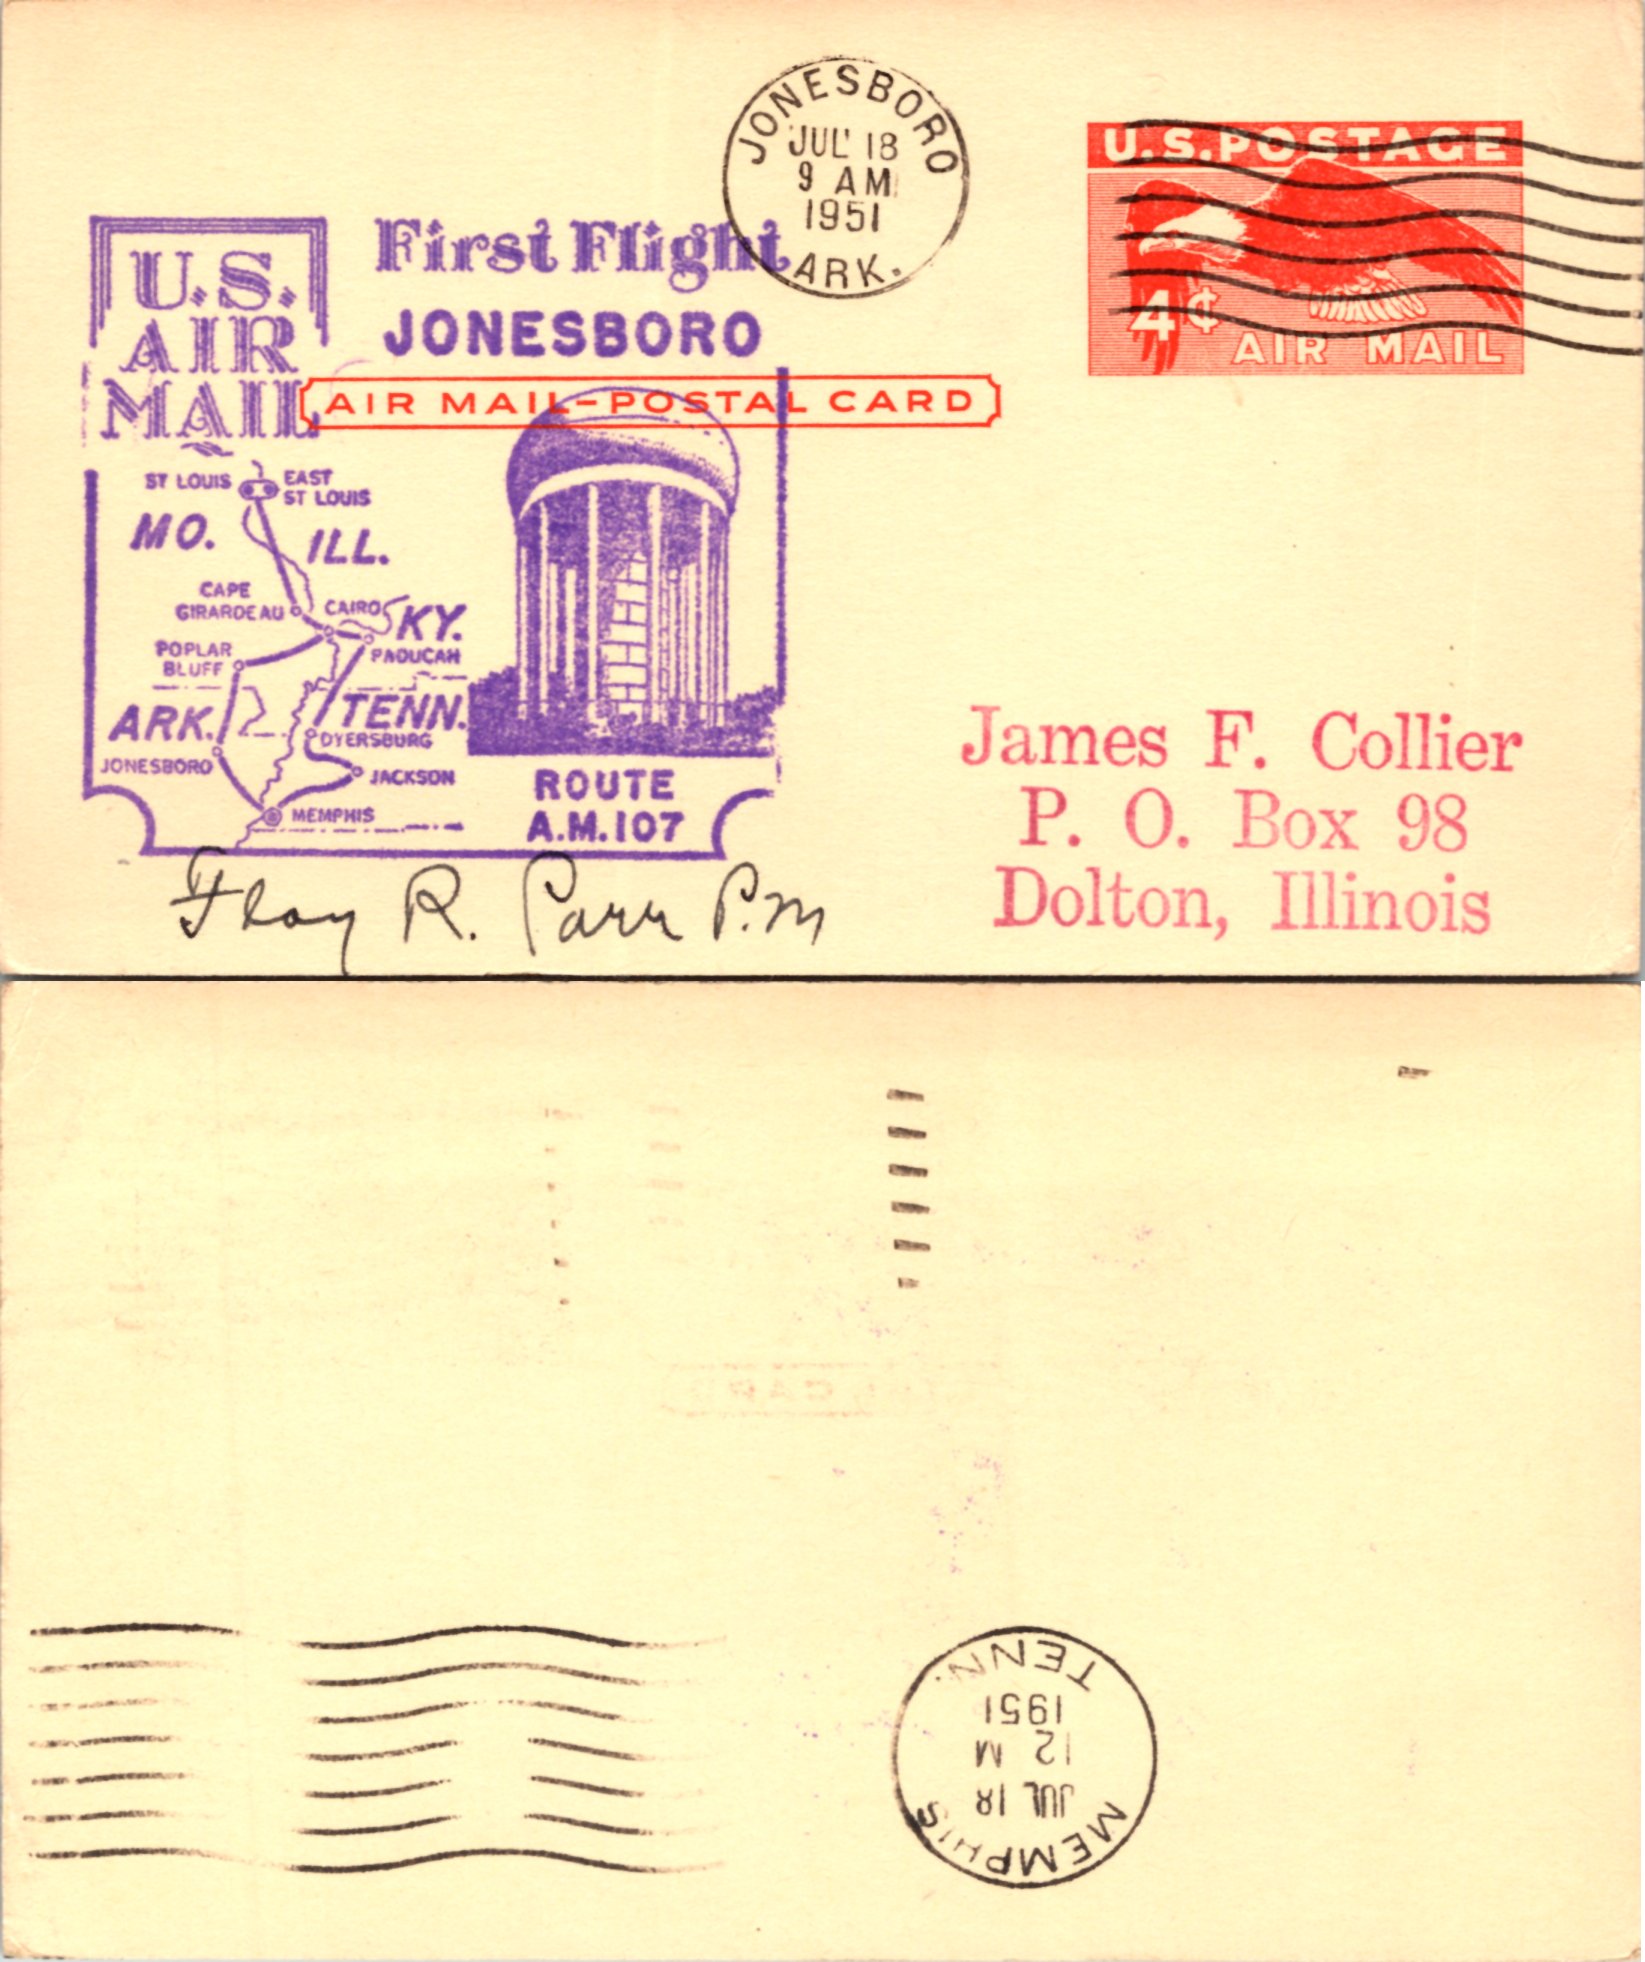 JONESBORO
JUL 18
9 AM
1951
ARK.
U.S. POSTAGE
4¢
AIR MAIL
U.S.
AIR
MAIL
First Flight
JONESBORO
AIR MAIL-POSTAL CARD
ST LOUIS
EAST
ST LOUIS
MO.
ILL.
CAPE
GIRARDEAU
CAIRO
KY.
PADUCAH
POPLAR
BLUFF
ARK.
TENN.
DYERSBURG
JONESBORO
JACKSON
MEMPHIS
ROUTE
A.M.107
James F. Collier
P. O. Box 98
Dolton, Illinois
Floy R. Parr P.M
MEMPHIS
JUL 18
12 M
1951
TENN.